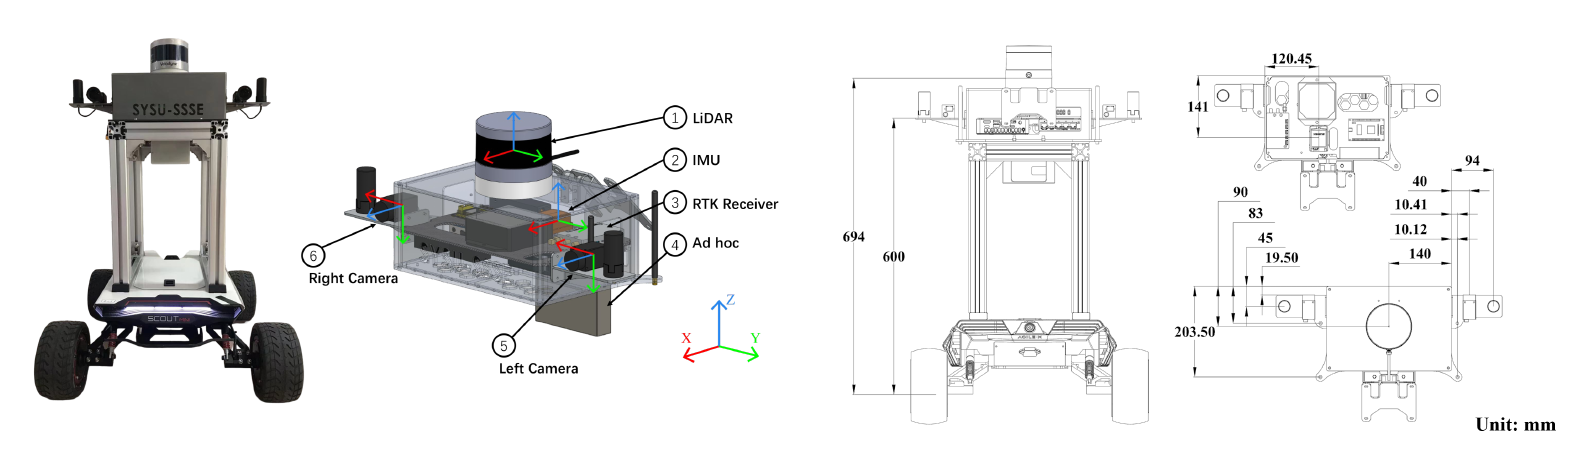 SYSU-SSSE
SCOUT
① LiDAR
② IMU
③ RTK Receiver
④ Ad hoc
⑤
Left Camera
⑥
Right Camera
Z
X
Y
694
600
AGILE·X
120.45
141
94
40
10.41
10.12
140
90
83
45
19.50
203.50
Unit: mm